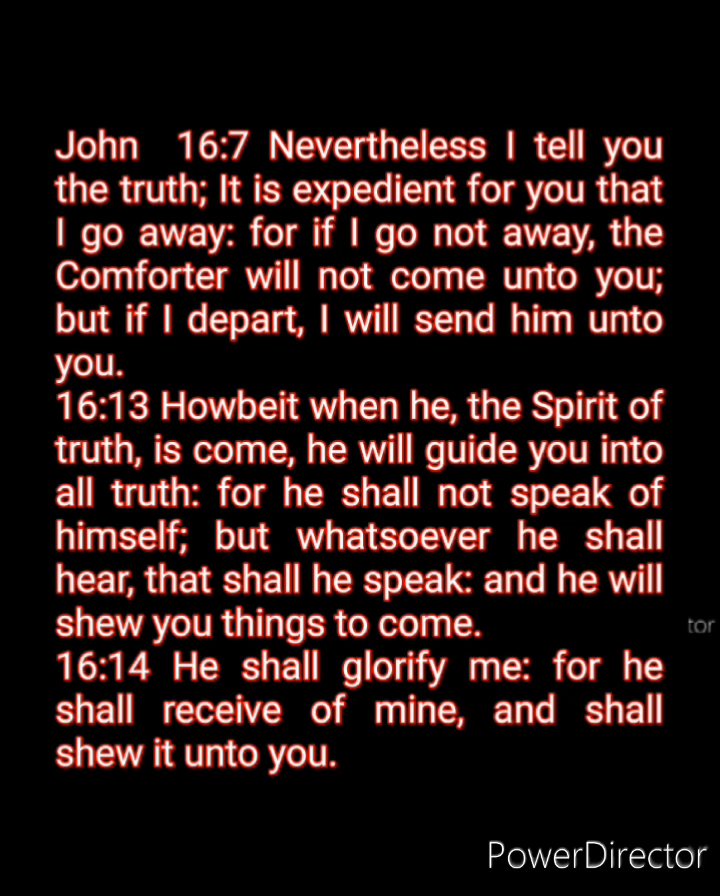 John 16:7 Nevertheless I tell you
the truth; It is expedient for you that
I go away: for if I go not away, the
Comforter will not come unto you;
but if I depart, I will send him unto
you.
16:13 Howbeit when he, the Spirit of
truth, is come, he will guide you into
all truth: for he shall not speak of
himself; but whatsoever he shall
hear, that shall he speak: and he will
shew you things to come.
tor
16:14 He shall glorify me: for he
shall receive of mine, and shall
shew it unto you.
PowerDirector